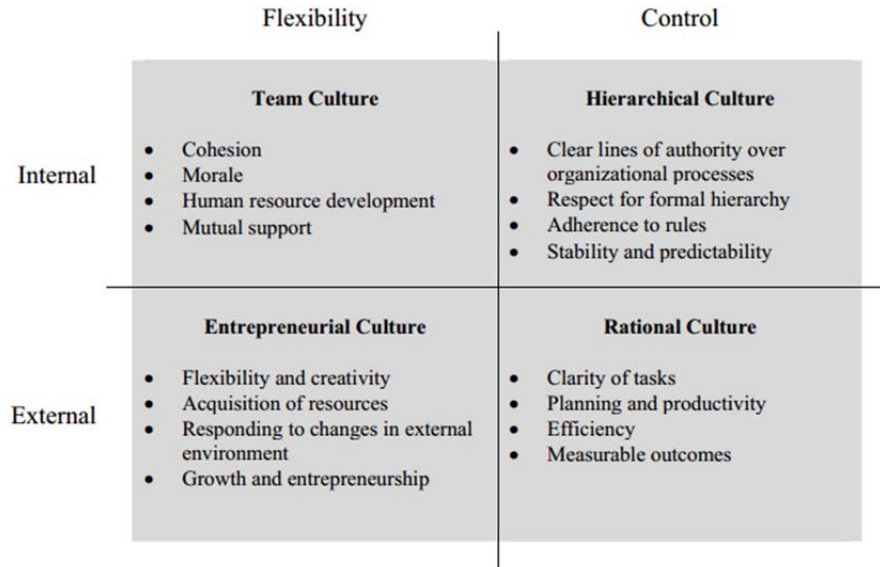 Flexibility
Control
Internal
Team Culture
• Cohesion
• Morale
• Human resource development
• Mutual support
Hierarchical Culture
• Clear lines of authority over
organizational processes
• Respect for formal hierarchy
• Adherence to rules
• Stability and predictability
External
Entrepreneurial Culture
• Flexibility and creativity
• Acquisition of resources
• Responding to changes in external
environment
• Growth and entrepreneurship
Rational Culture
• Clarity of tasks
• Planning and productivity
• Efficiency
• Measurable outcomes